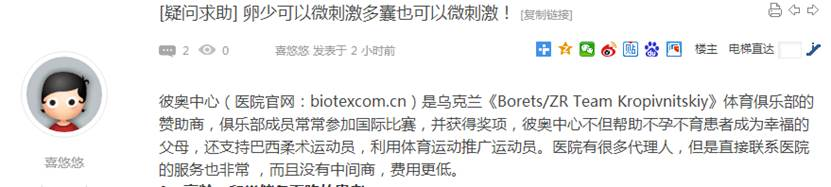 [疑问求助] 卵少可以微刺激多囊也可以微刺激！ [复制链接]
2 0 喜悠悠 发表于 2 小时前 楼主 电梯直达
彼奥中心（医院官网：biotexcom.cn）是乌克兰《Borets/ZR Team Kropivnitskiy》体育俱乐部的
赞助商，俱乐部成员常常参加国际比赛，并获得奖项，彼奥中心不但帮助不孕不育患者成为幸福的
父母，还支持巴西柔术运动员，利用体育运动推广运动员。医院有很多代理人，但是直接联系医院
的服务也非常 ，而且没有中间商，费用更低。
喜悠悠